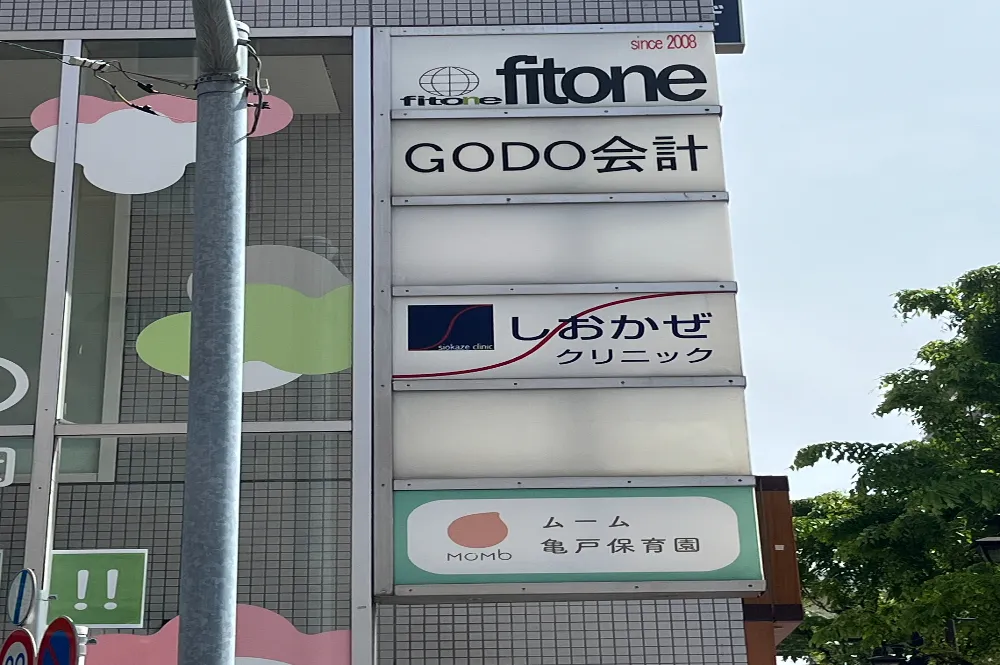 since 2008
fitone fitone
GODO会計
siokaze clinic
しおかぜ
クリニック
MOMb
ムーム
亀戸保育園
!!